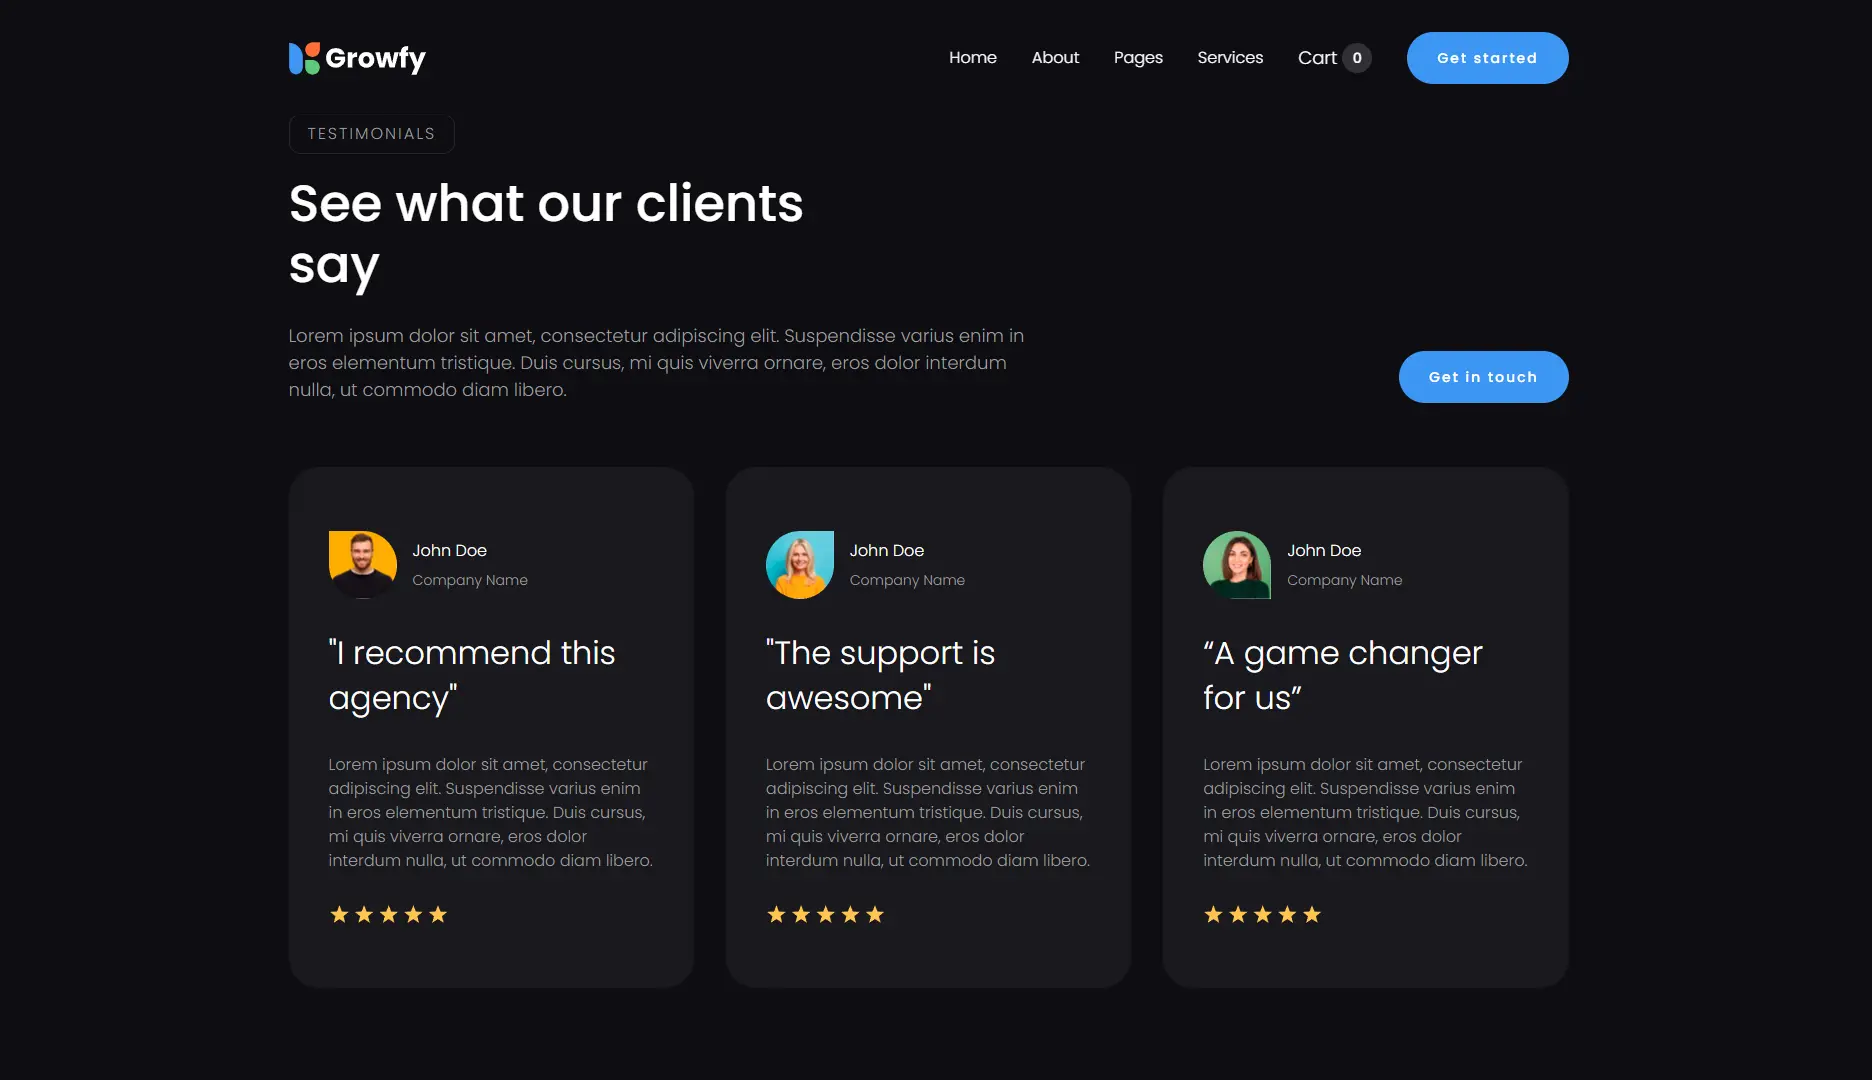 Growfy
Home About Pages Services Cart 0 Get started
TESTIMONIALS
See what our clients
say
Lorem ipsum dolor sit amet, consectetur adipiscing elit. Suspendisse varius enim in
eros elementum tristique. Duis cursus, mi quis viverra ornare, eros dolor interdum
nulla, ut commodo diam libero.
Get in touch
John Doe
Company Name
"I recommend this
agency"
Lorem ipsum dolor sit amet, consectetur
adipiscing elit. Suspendisse varius enim
in eros elementum tristique. Duis cursus,
mi quis viverra ornare, eros dolor
interdum nulla, ut commodo diam libero.
John Doe
Company Name
"The support is
awesome"
Lorem ipsum dolor sit amet, consectetur
adipiscing elit. Suspendisse varius enim
in eros elementum tristique. Duis cursus,
mi quis viverra ornare, eros dolor
interdum nulla, ut commodo diam libero.
John Doe
Company Name
“A game changer
for us”
Lorem ipsum dolor sit amet, consectetur
adipiscing elit. Suspendisse varius enim
in eros elementum tristique. Duis cursus,
mi quis viverra ornare, eros dolor
interdum nulla, ut commodo diam libero.